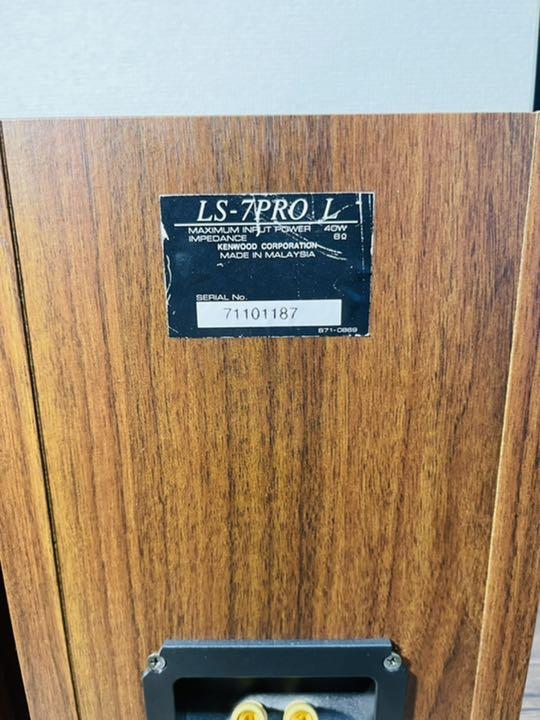 LS-7PRO L
MAXIMUM INPUT POWER 40W
IMPEDANCE 6Ω
KENWOOD CORPORATION
MADE IN MALAYSIA
SERIAL No.
71101187
B71-0869